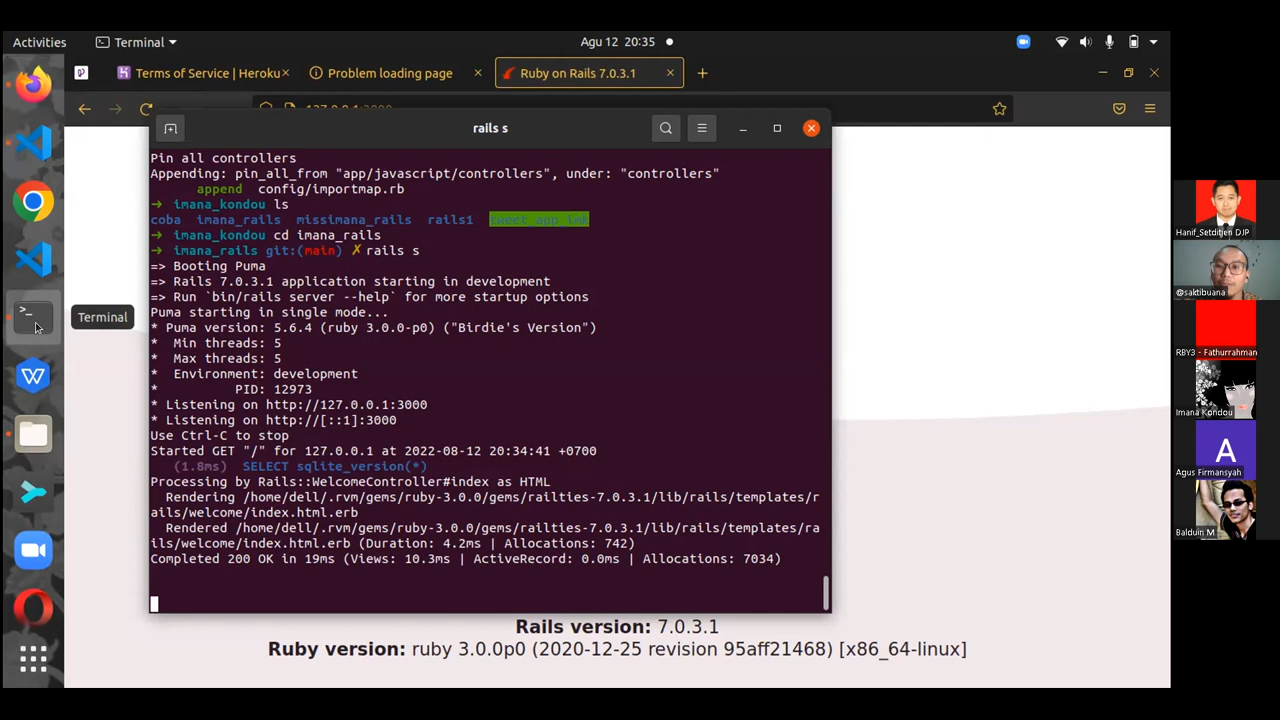 Activities
Terminal
Agu 12 20:35
Terms of Service | Heroku
Problem loading page
Ruby on Rails 7.0.3.1
127.0.0.1:3000
rails s
Pin all controllers
Appending: pin_all_from "app/javascript/controllers", under: "controllers"
append config/importmap.rb
→ imana_kondou ls
coba imana_rails missimana_rails rails1 tweet_app_imk
→ imana_kondou cd imana_rails
→ imana_rails git:(main) ✗ rails s
=> Booting Puma
=> Rails 7.0.3.1 application starting in development
=> Run `bin/rails server --help` for more startup options
Puma starting in single mode...
* Puma version: 5.6.4 (ruby 3.0.0-p0) ("Birdie's Version")
* Min threads: 5
* Max threads: 5
* Environment: development
* PID: 12973
* Listening on http://127.0.0.1:3000
* Listening on http://[::1]:3000
Use Ctrl-C to stop
Started GET "/" for 127.0.0.1 at 2022-08-12 20:34:41 +0700
(1.8ms) SELECT sqlite_version(*)
Processing by Rails::WelcomeController#index as HTML
Rendering /home/dell/.rvm/gems/ruby-3.0.0/gems/railties-7.0.3.1/lib/rails/templates/r
ails/welcome/index.html.erb
Rendered /home/dell/.rvm/gems/ruby-3.0.0/gems/railties-7.0.3.1/lib/rails/templates/ra
ils/welcome/index.html.erb (Duration: 4.2ms | Allocations: 742)
Completed 200 OK in 19ms (Views: 10.3ms | ActiveRecord: 0.0ms | Allocations: 7034)
Terminal
Rails version: 7.0.3.1
Ruby version: ruby 3.0.0p0 (2020-12-25 revision 95aff21468) [x86_64-linux]
Hanif_Setditjen DJP
@saktibuana
RBY3 - Fathurrahman
Imana Kondou
A
Agus Firmansyah
Balduin M